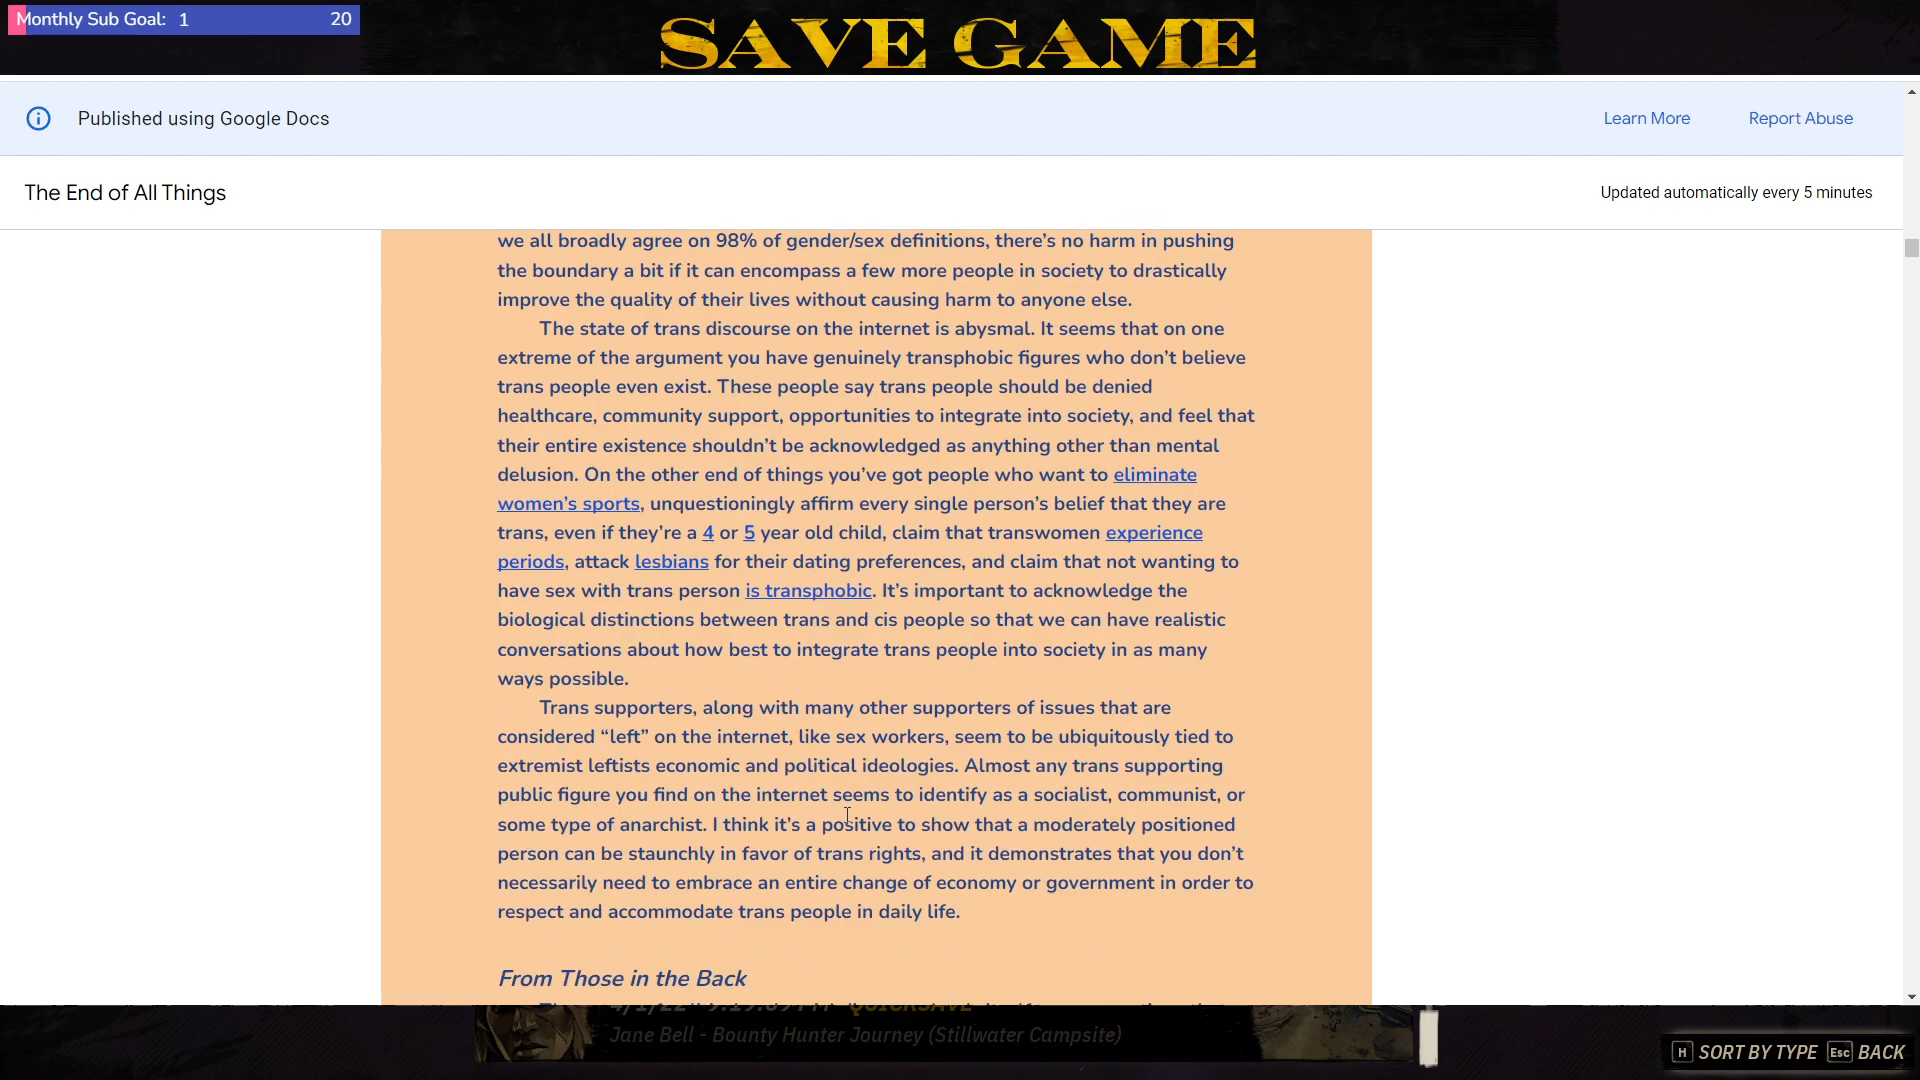 Monthly Sub Goal: 1 20
SAVE GAME
Published using Google Docs
Learn More
Report Abuse
The End of All Things
Updated automatically every 5 minutes
we all broadly agree on 98% of gender/sex definitions, there's no harm in pushing
the boundary a bit if it can encompass a few more people in society to drastically
improve the quality of their lives without causing harm to anyone else.
The state of trans discourse on the internet is abysmal. It seems that on one
extreme of the argument you have genuinely transphobic figures who don't believe
trans people even exist. These people say trans people should be denied
healthcare, community support, opportunities to integrate into society, and feel that
their entire existence shouldn't be acknowledged as anything other than mental
delusion. On the other end of things you've got people who want to eliminate
women's sports, unquestioningly affirm every single person's belief that they are
trans, even if they're a 4 or 5 year old child, claim that transwomen experience
periods, attack lesbians for their dating preferences, and claim that not wanting to
have sex with trans person is transphobic. It's important to acknowledge the
biological distinctions between trans and cis people so that we can have realistic
conversations about how best to integrate trans people into society in as many
ways possible.
Trans supporters, along with many other supporters of issues that are
considered "left" on the internet, like sex workers, seem to be ubiquitously tied to
extremist leftists economic and political ideologies. Almost any trans supporting
public figure you find on the internet seems to identify as a socialist, communist, or
some type of anarchist. I think it's a positive to show that a moderately positioned
person can be staunchly in favor of trans rights, and it demonstrates that you don't
necessarily need to embrace an entire change of economy or government in order to
respect and accommodate trans people in daily life.
From Those in the Back
Jane Bell - Bounty Hunter Journey (Stillwater Campsite)
H SORT BY TYPE Esc BACK